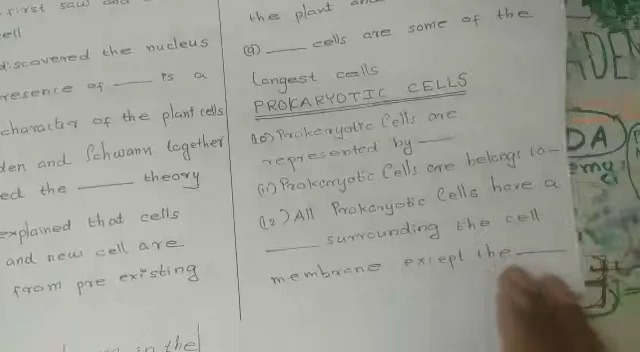 first saw and
ell
discovered the nucleus
resence of ___ is a
character of the plant cells
den and Schwann together
ed the ___ theory
explained that cells
and new cell are
from pre existing
in the
the plant
(9) ___ cells are some of the
longest cells
PROKARYOTIC CELLS
(10) Prokaryotic Cells are
represented by ___
(11) Prokaryotic Cells are belongs to-
(12) All Prokaryotic Cells have a
___ surrounding the cell
membrane except the ___
ADEN
DA